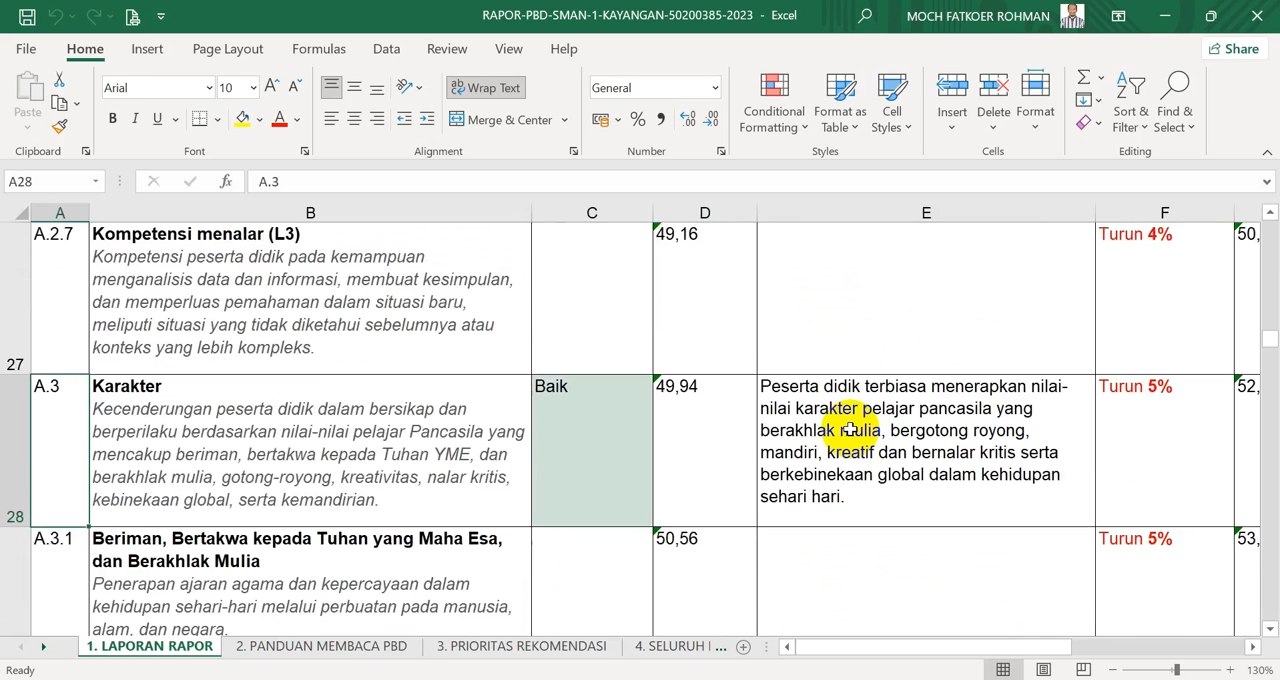 RAPOR-PBD-SMAN-1-KAYANGAN-50200385-2023 - Excel
MOCH FATKOER ROHMAN
File Home Insert Page Layout Formulas Data Review View Help
Share
Paste
Clipboard
Arial
10
B I U
Font
Wrap Text
Merge & Center
Alignment
General
Number
Conditional
Formatting
Format as
Table
Cell
Styles
Styles
Insert
Delete
Format
Cells
Sort &
Filter
Find &
Select
Editing
A28
fx
A.3
A B C D E F
A.2.7
Kompetensi menalar (L3)
Kompetensi peserta didik pada kemampuan
menganalisis data dan informasi, membuat kesimpulan,
dan memperluas pemahaman dalam situasi baru,
meliputi situasi yang tidak diketahui sebelumnya atau
konteks yang lebih kompleks.
49,16
Turun 4%
50,
27
A.3
Karakter
Kecenderungan peserta didik dalam bersikap dan
berperilaku berdasarkan nilai-nilai pelajar Pancasila yang
mencakup beriman, bertakwa kepada Tuhan YME, dan
berakhlak mulia, gotong-royong, kreativitas, nalar kritis,
kebinekaan global, serta kemandirian.
Baik
49,94
Peserta didik terbiasa menerapkan nilai-
nilai karakter pelajar pancasila yang
berakhlak mulia, bergotong royong,
mandiri, kreatif dan bernalar kritis serta
berkebinekaan global dalam kehidupan
sehari hari.
Turun 5%
52,
28
A.3.1
Beriman, Bertakwa kepada Tuhan yang Maha Esa,
dan Berakhlak Mulia
Penerapan ajaran agama dan kepercayaan dalam
kehidupan sehari-hari melalui perbuatan pada manusia,
alam, dan negara.
50,56
Turun 5%
53,
1. LAPORAN RAPOR
2. PANDUAN MEMBACA PBD
3. PRIORITAS REKOMENDASI
4. SELURUH I ...
Ready
130%